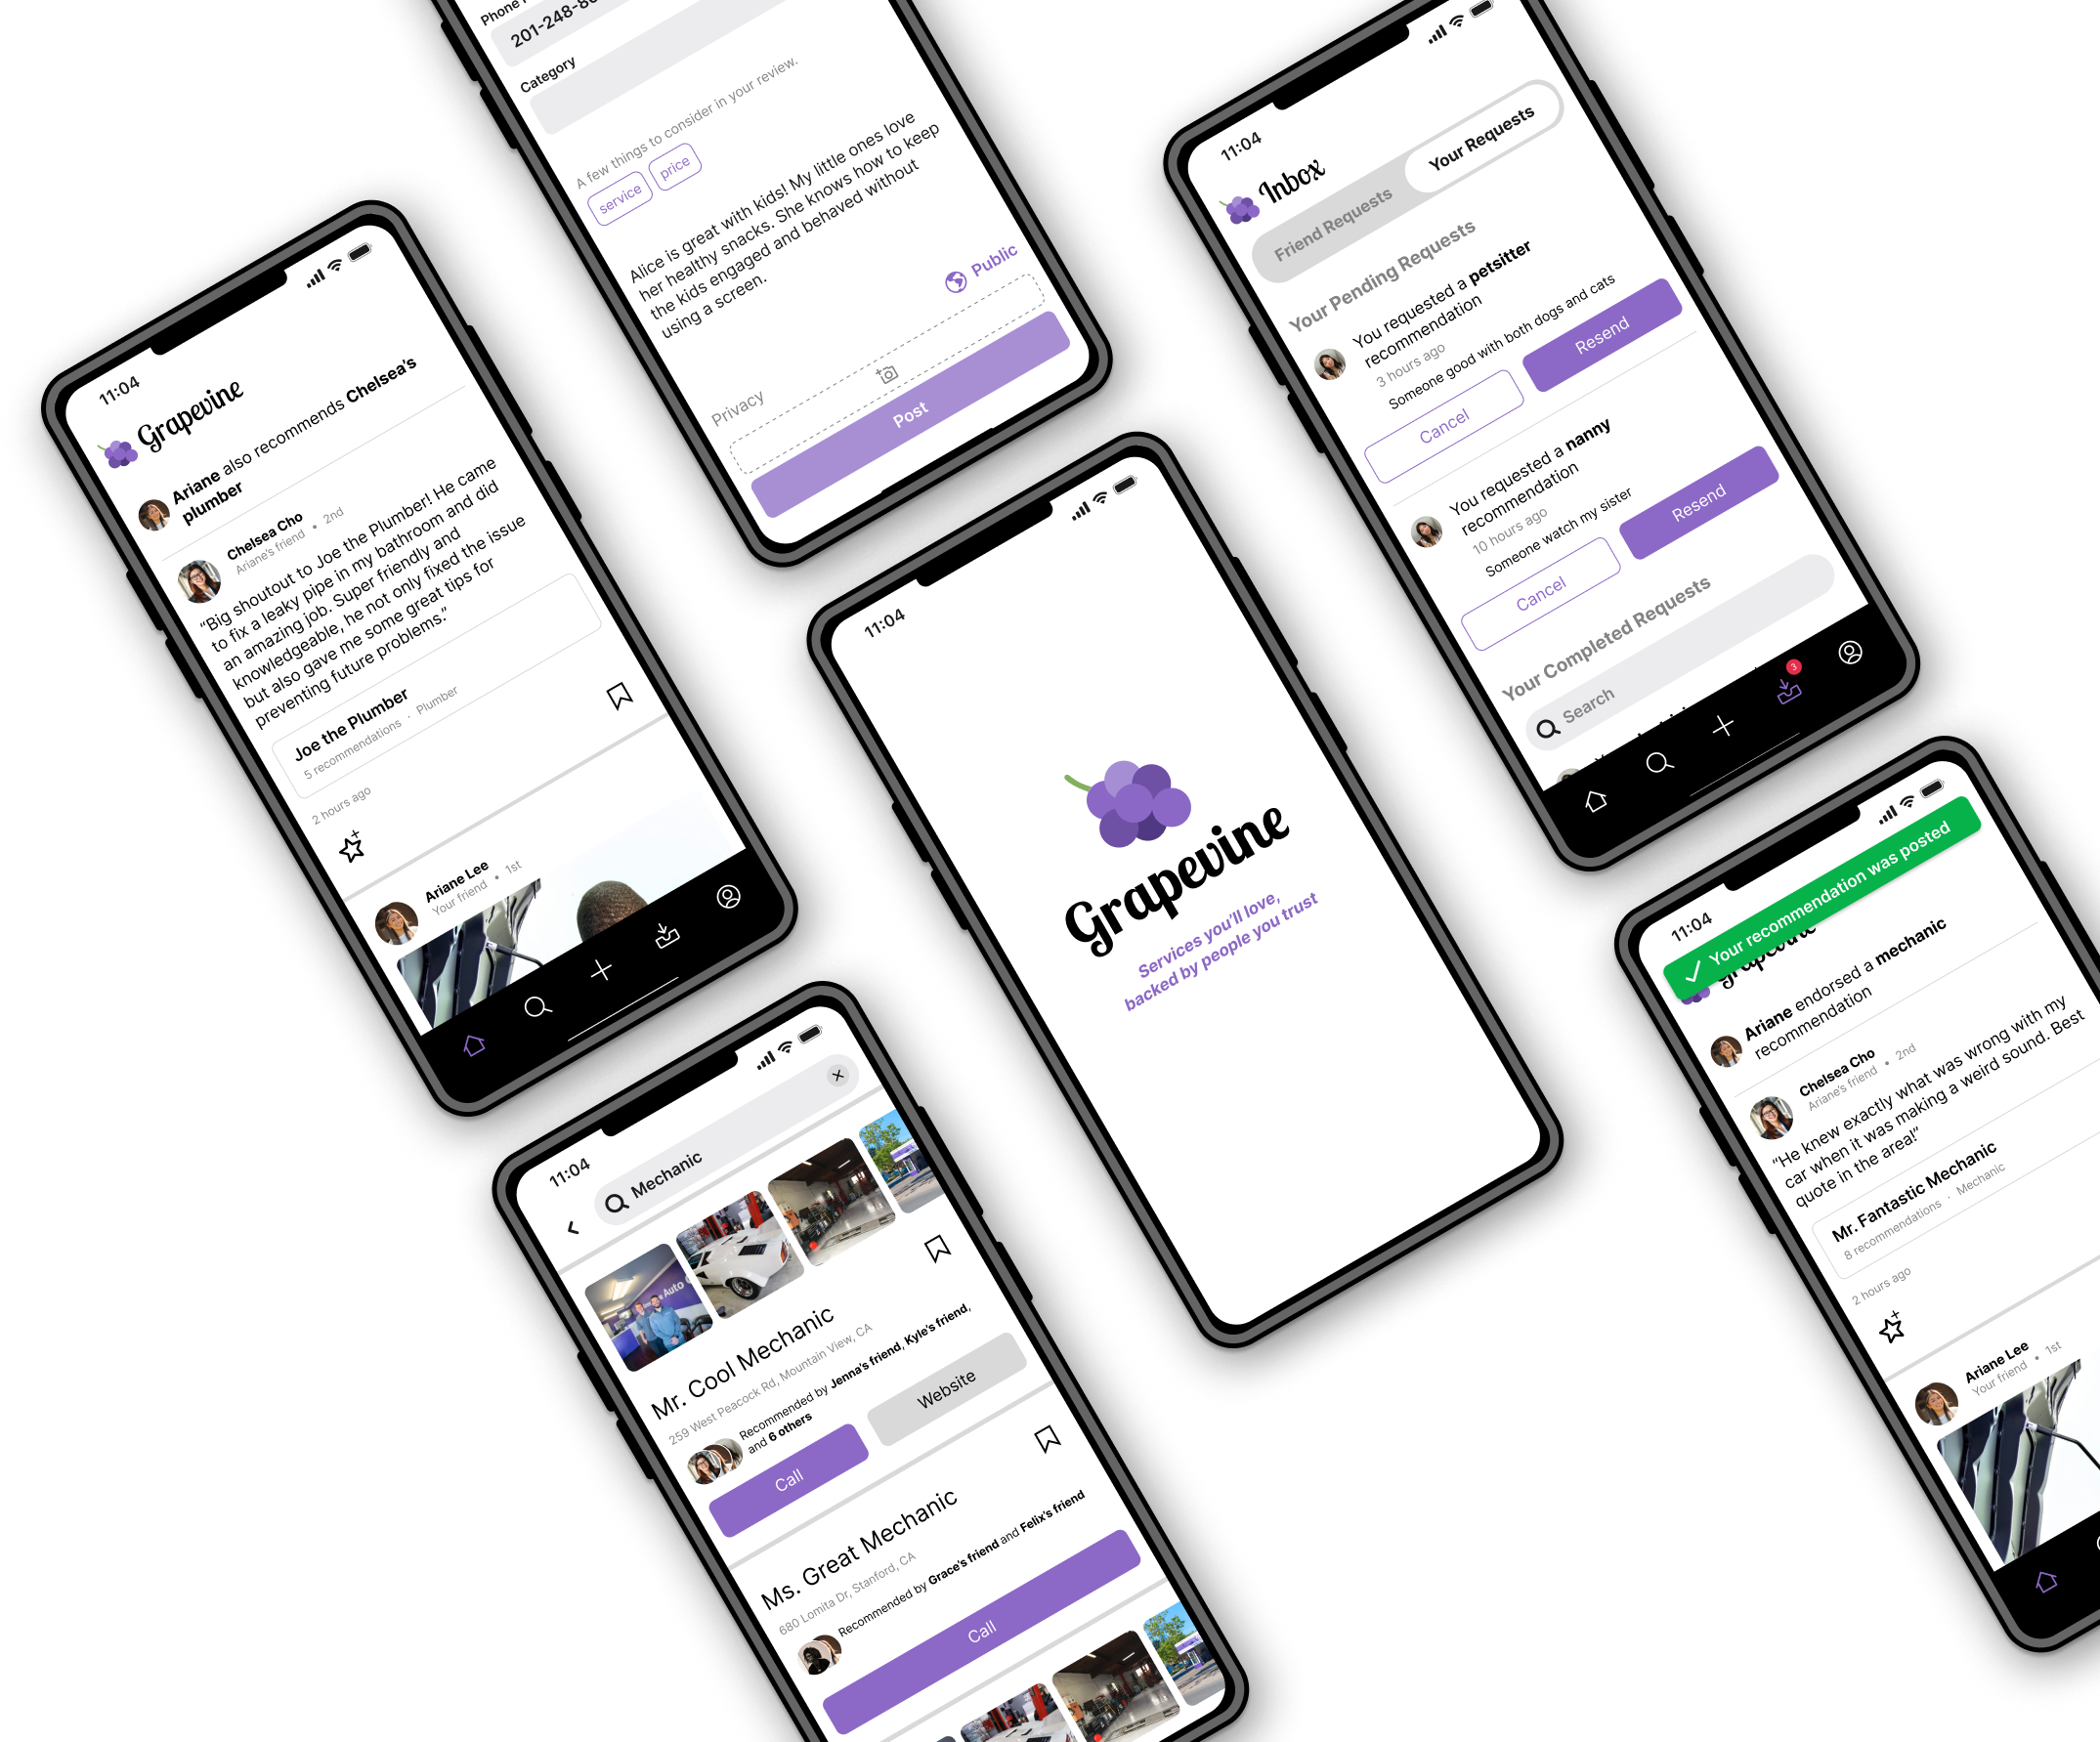 11:04
Grapevine
Ariane also recommends Chelsea's
plumber
Chelsea Cho
Ariane's friend • 2nd
“Big shoutout to Joe the Plumber! He came
to fix a leaky pipe in my bathroom and did
an amazing job. Super friendly and
knowledgeable, he not only fixed the issue
but also gave me some great tips for
preventing future problems.”
Joe the Plumber
5 recommendations · Plumber
2 hours ago
Ariane Lee
Your friend • 1st
Phone
201-248-8
Category
A few things to consider in your review.
service
price
Alice is great with kids! My little ones love
her healthy snacks. She knows how to keep
the kids engaged and behaved without
using a screen.
Privacy
Public
Post
11:04
Inbox
Friend Requests
Your Requests
Your Pending Requests
You requested a petsitter
recommendation
3 hours ago
Someone good with both dogs and cats
Cancel
Resend
You requested a nanny
recommendation
10 hours ago
Someone watch my sister
Cancel
Resend
Your Completed Requests
Search
3
11:04
Grapevine
Services you'll love,
backed by people you trust
11:04
Mechanic
Auto
Mr. Cool Mechanic
259 West Peacock Rd, Mountain View, CA
Recommended by Jenna's friend, Kyle's friend,
and 6 others
Call
Website
Ms. Great Mechanic
680 Lomita Dr, Stanford, CA
Recommended by Grace's friend and Felix's friend
Call
11:04
Your recommendation was posted
Ariane endorsed a mechanic
recommendation
Chelsea Cho
Ariane's friend • 2nd
“He knew exactly what was wrong with my
car when it was making a weird sound. Best
quote in the area!”
Mr. Fantastic Mechanic
8 recommendations · Mechanic
2 hours ago
Ariane Lee
Your friend • 1st